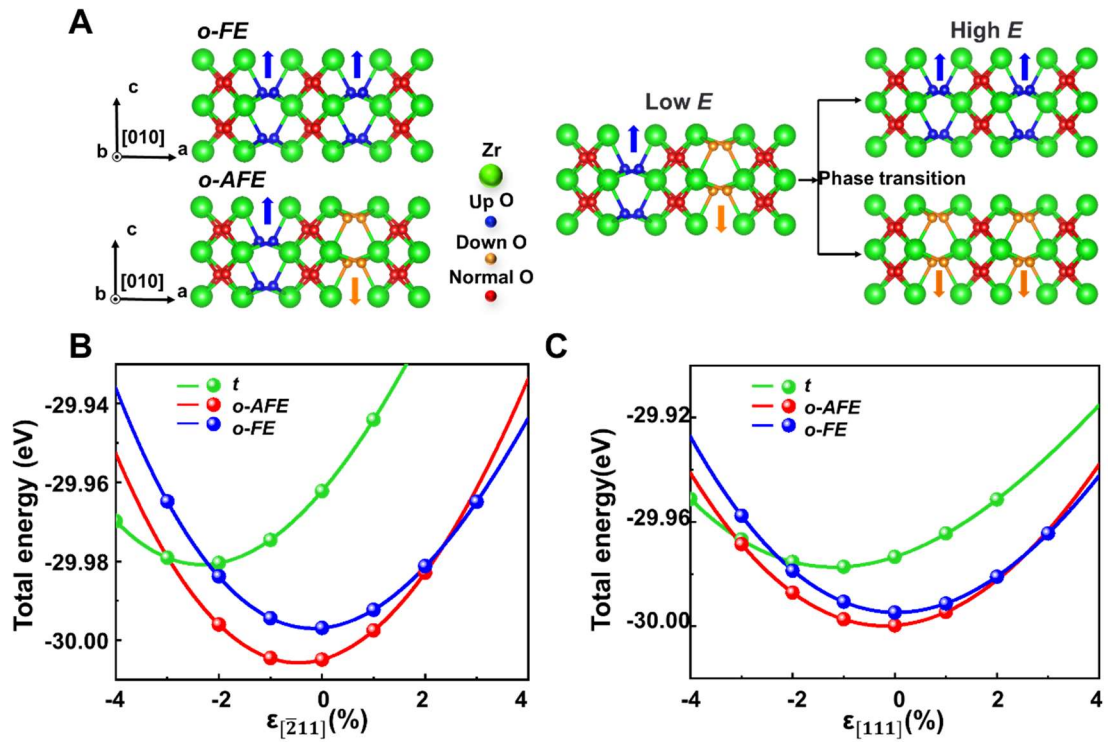 A
o-FE
c
[010]
b
a
o-AFE
c
[010]
b
a
Zr
Up O
Down O
Normal O
Low E
High E
Phase transition
B
t
o-AFE
o-FE
Total energy (eV)
-29.94
-29.96
-29.98
-30.00
-4
-2
0
2
4
ε[2̄11](%)
C
t
o-AFE
o-FE
Total energy(eV)
-29.92
-29.96
-30.00
-4
-2
0
2
4
ε[111](%)